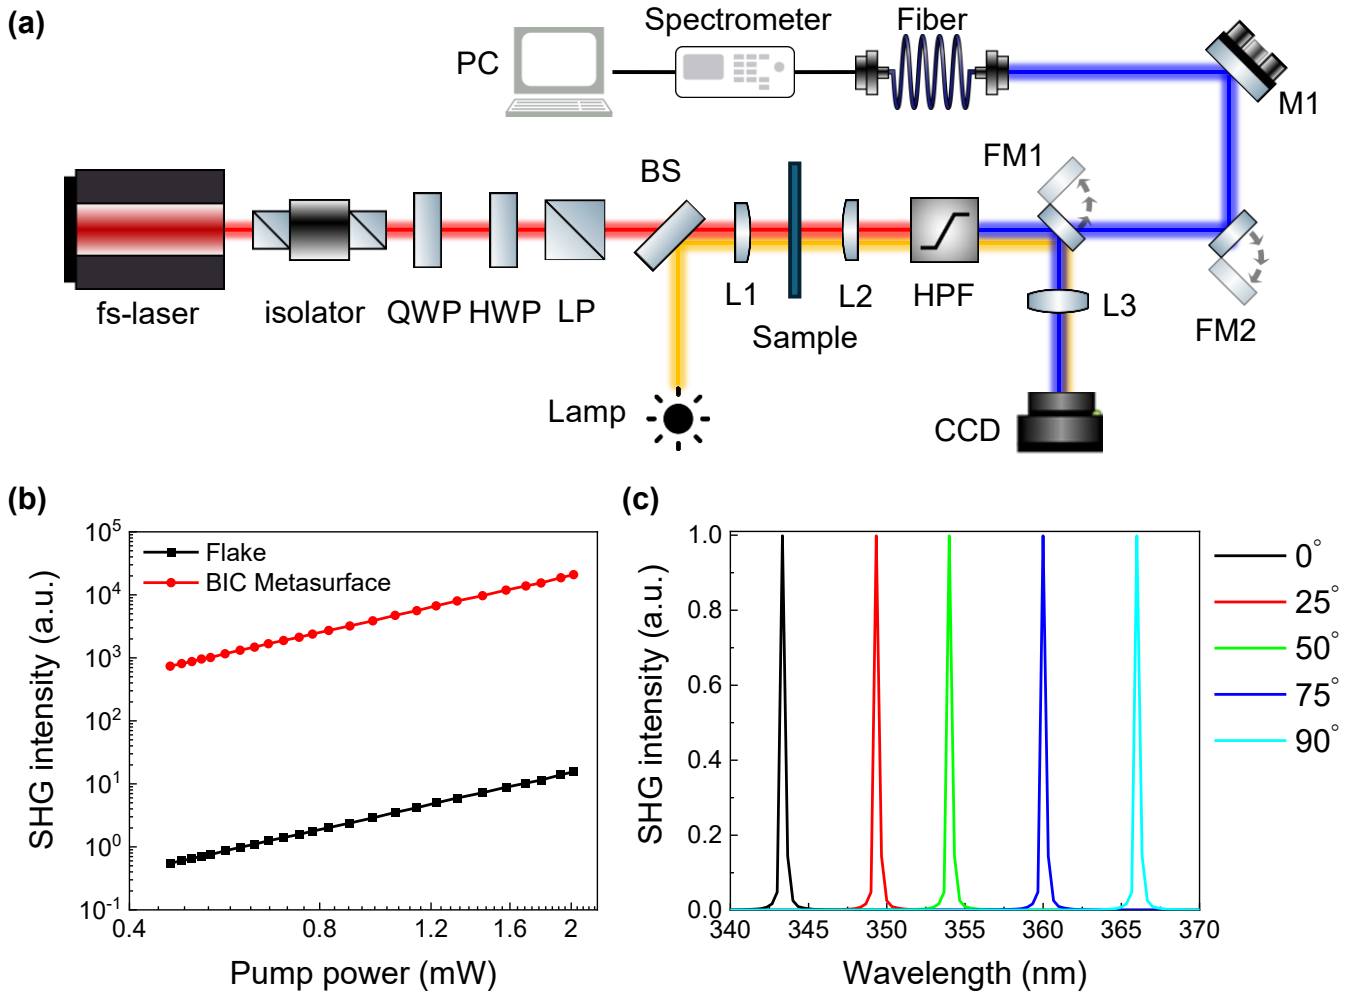 (a)
Spectrometer
Fiber
PC
M1
FM1
BS
fs-laser
isolator
QWP
HWP
LP
L1
L2
HPF
Sample
L3
FM2
Lamp
CCD
(b)
SHG intensity (a.u.)
10^5
10^4
10^3
10^2
10^1
10^0
10^-1
Flake
BIC Metasurface
0.4
0.8
1.2
1.6
2
Pump power (mW)
(c)
SHG intensity (a.u.)
1.0
0.8
0.6
0.4
0.2
0.0
340
345
350
355
360
365
370
Wavelength (nm)
0°
25°
50°
75°
90°